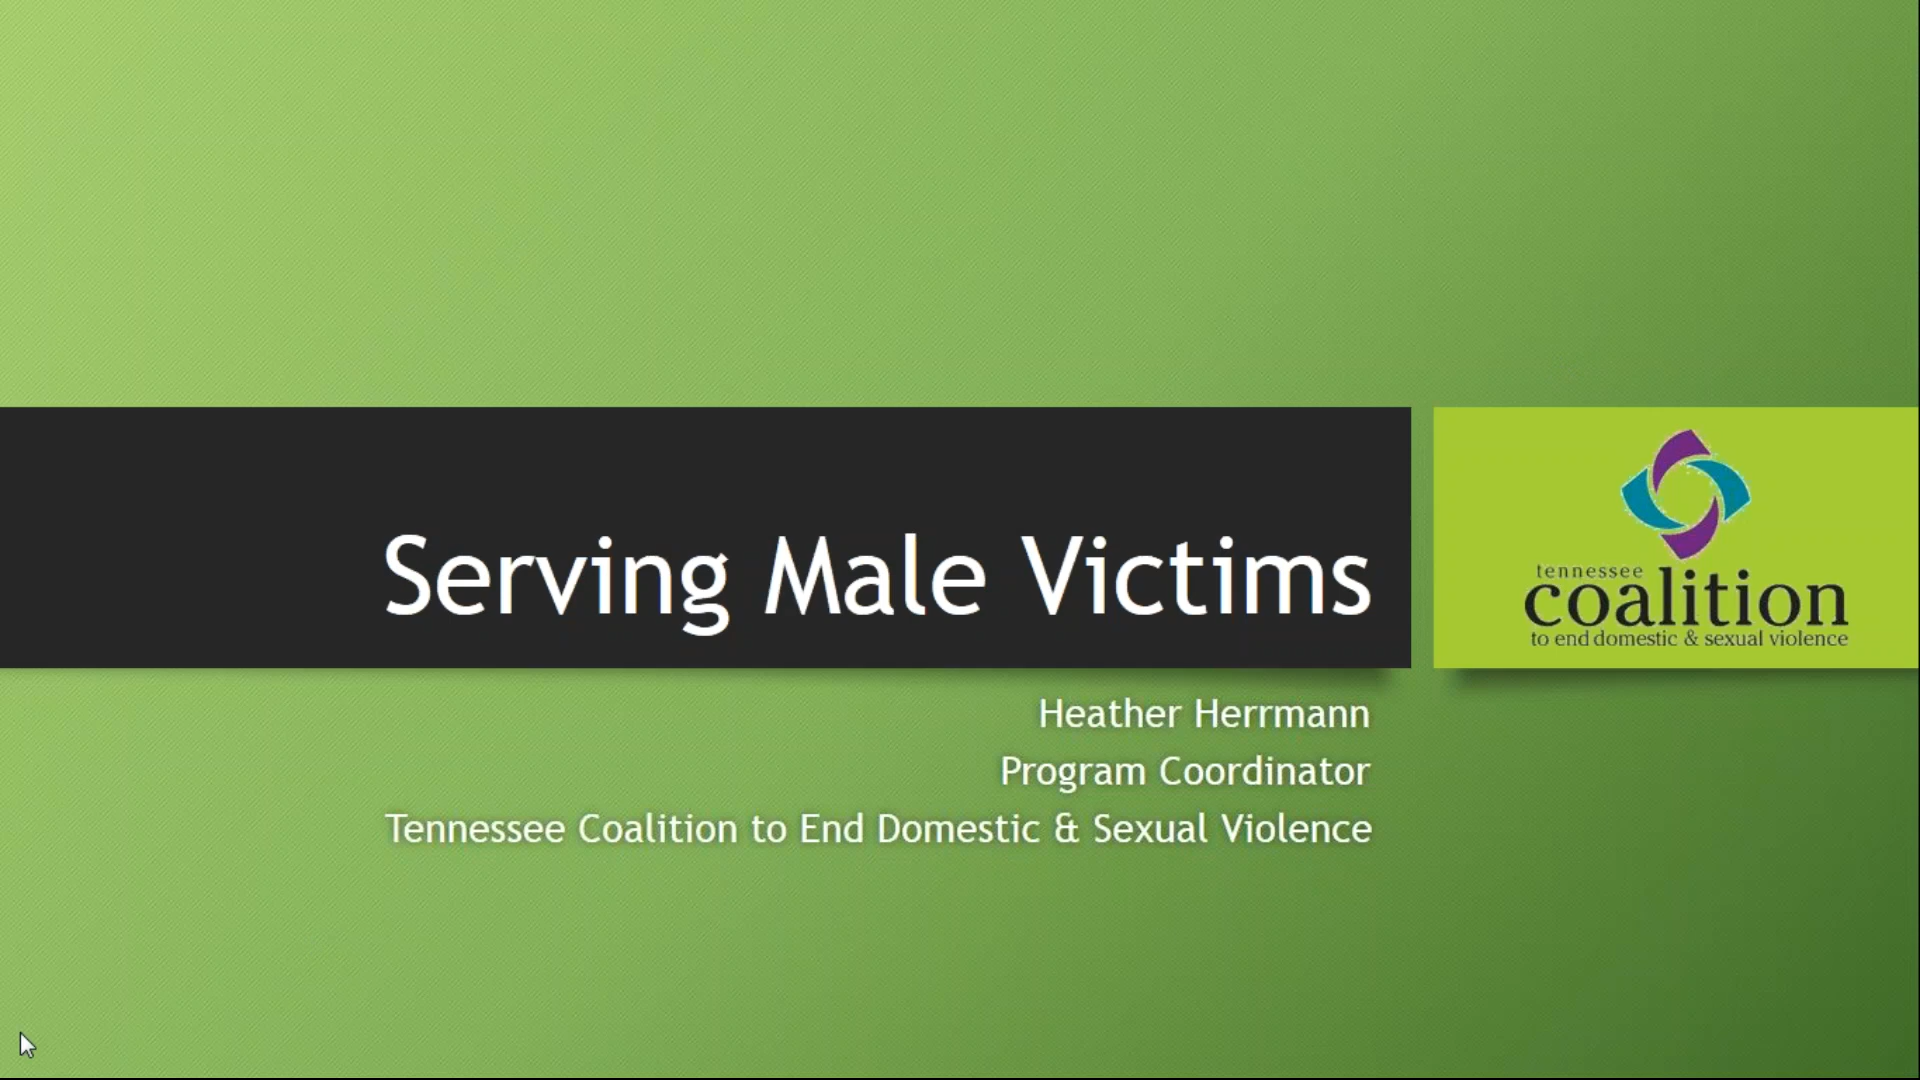 Serving Male Victims
tennessee
coalition
to end domestic & sexual violence
Heather Herrmann
Program Coordinator
Tennessee Coalition to End Domestic & Sexual Violence